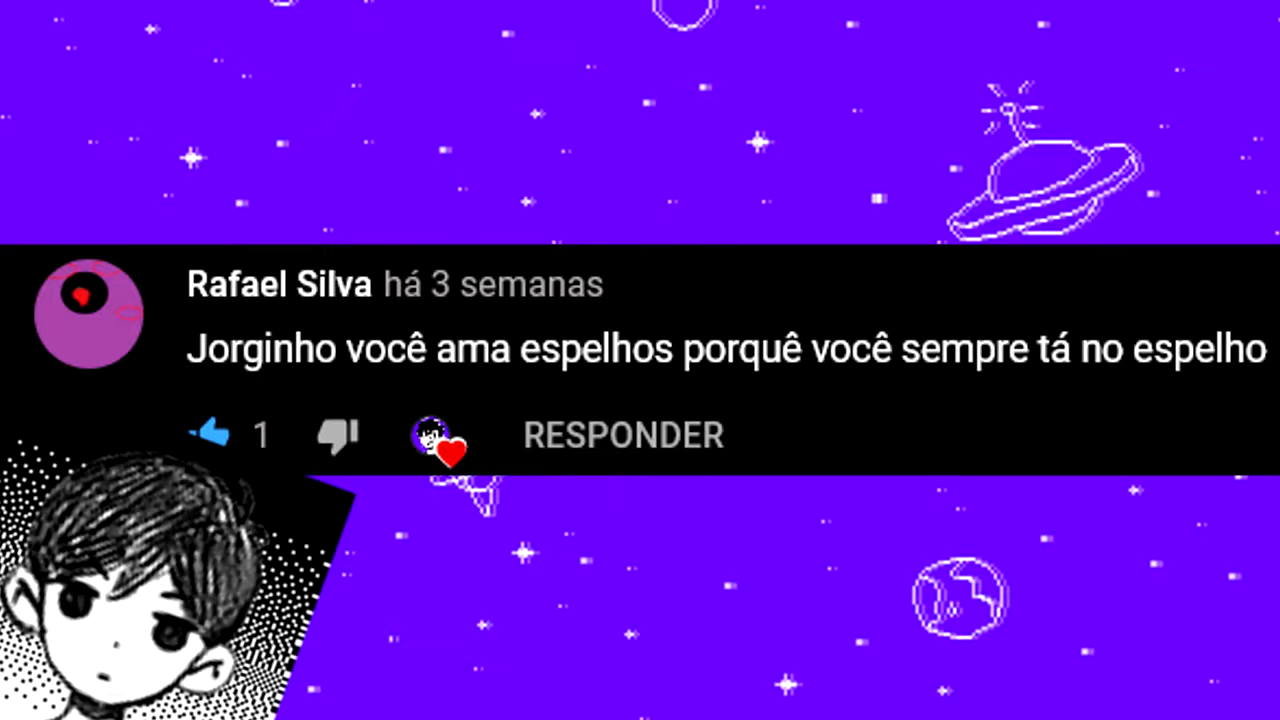 Rafael Silva há 3 semanas
Jorginho você ama espelhos porquê você sempre tá no espelho
1 RESPONDER